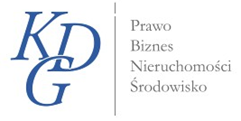 KDG
Prawo
Biznes
Nieruchomości
Środowisko